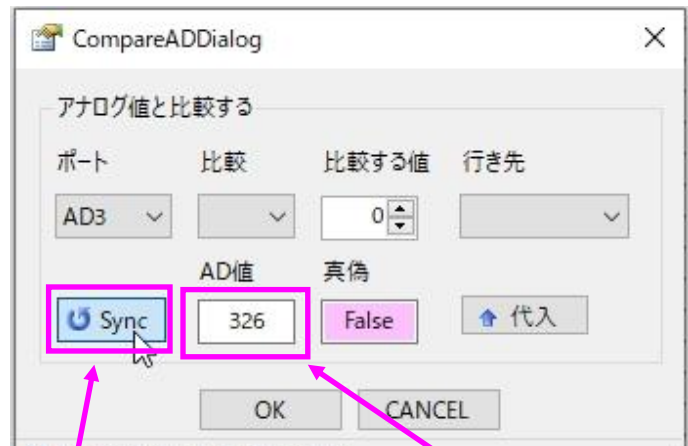 CompareADDialog
アナログ値と比較する
ポート 比較 比較する値 行き先
AD3 0
AD値 真偽
Sync 326 False 代入
OK CANCEL